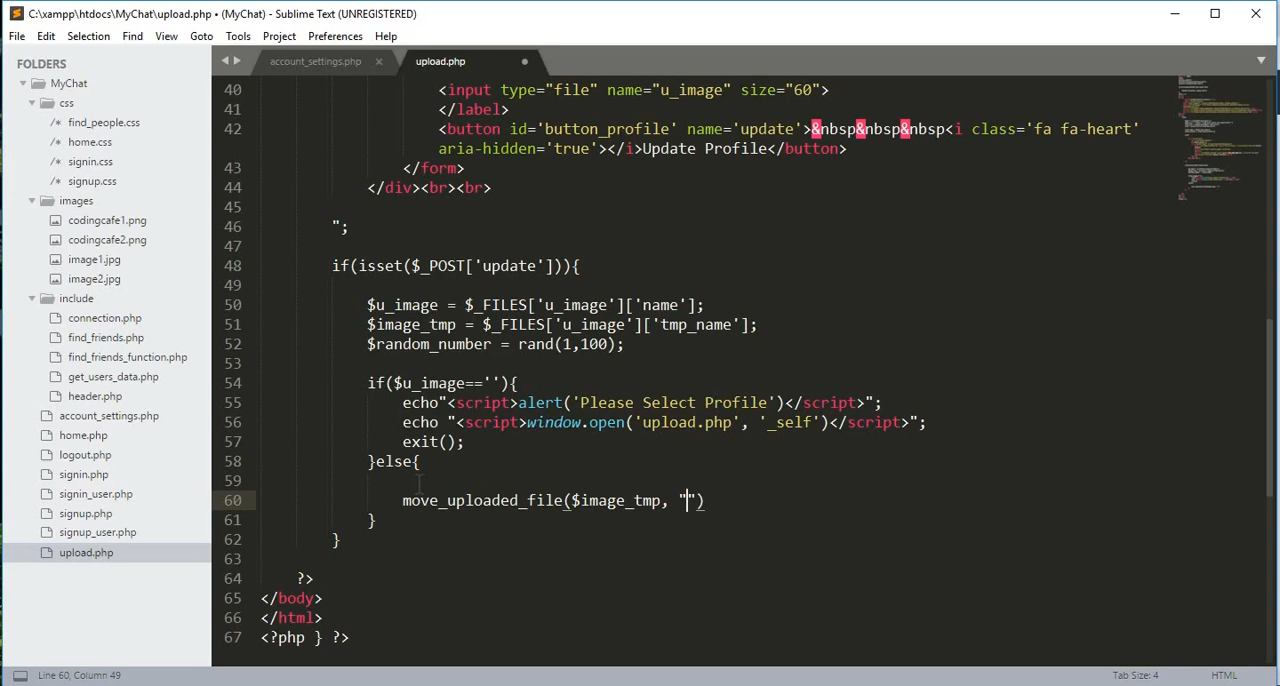 C:\xampp\htdocs\MyChat\upload.php • (MyChat) - Sublime Text (UNREGISTERED)
File Edit Selection Find View Goto Tools Project Preferences Help
FOLDERS
MyChat
css
/* find_people.css
/* home.css
/* signin.css
/* signup.css
images
codingcafe1.png
codingcafe2.png
image1.jpg
image2.jpg
include
connection.php
find_friends.php
find_friends_function.php
get_users_data.php
header.php
account_settings.php
home.php
logout.php
signin.php
signin_user.php
signup.php
signup_user.php
upload.php
account_settings.php × upload.php
40 <input type="file" name="u_image" size="60">
41 </label>
42 <button id='button_profile' name='update'>&nbsp&nbsp&nbsp<i class='fa fa-heart'
aria-hidden='true'></i>Update Profile</button>
43 </form>
44 </div><br><br>
45
46 ";
47
48 if(isset($_POST['update'])){
49
50 $u_image = $_FILES['u_image']['name'];
51 $image_tmp = $_FILES['u_image']['tmp_name'];
52 $random_number = rand(1,100);
53
54 if($u_image==''){
55 echo"<script>alert('Please Select Profile')</script>";
56 echo "<script>window.open('upload.php', '_self')</script>";
57 exit();
58 }else{
59
60 move_uploaded_file($image_tmp, "")
61 }
62 }
63
64 ?>
65 </body>
66 </html>
67 <?php } ?>
Line 60, Column 49 Tab Size: 4 HTML